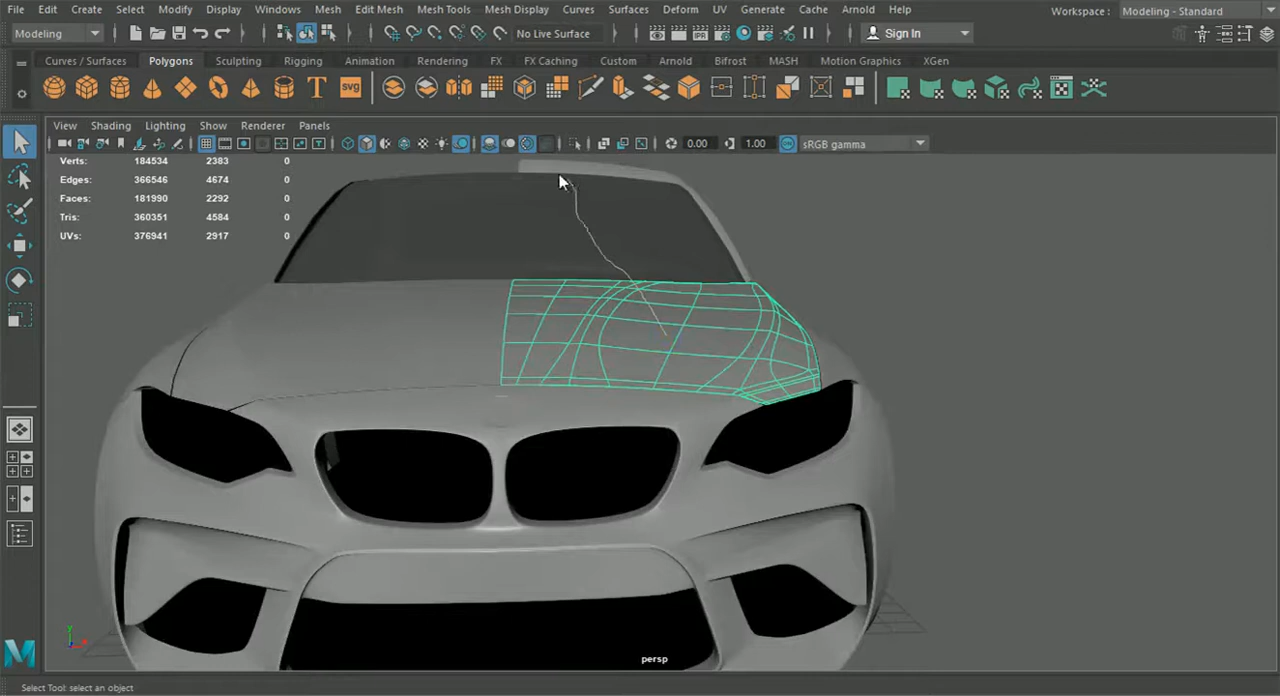 File Edit Create Select Modify Display Windows Mesh Edit Mesh Mesh Tools Mesh Display Curves Surfaces Deform UV Generate Cache Arnold Help Workspace : Modeling - Standard
Modeling No Live Surface Sign In
Curves / Surfaces Polygons Sculpting Rigging Animation Rendering FX FX Caching Custom Arnold Bifrost MASH Motion Graphics XGen
T SVG
View Shading Lighting Show Renderer Panels
0.00 1.00 sRGB gamma
Verts: 184534 2383 0
Edges: 366546 4674 0
Faces: 181990 2292 0
Tris: 360351 4584 0
UVs: 376941 2917 0
persp
Select Tool: select an object